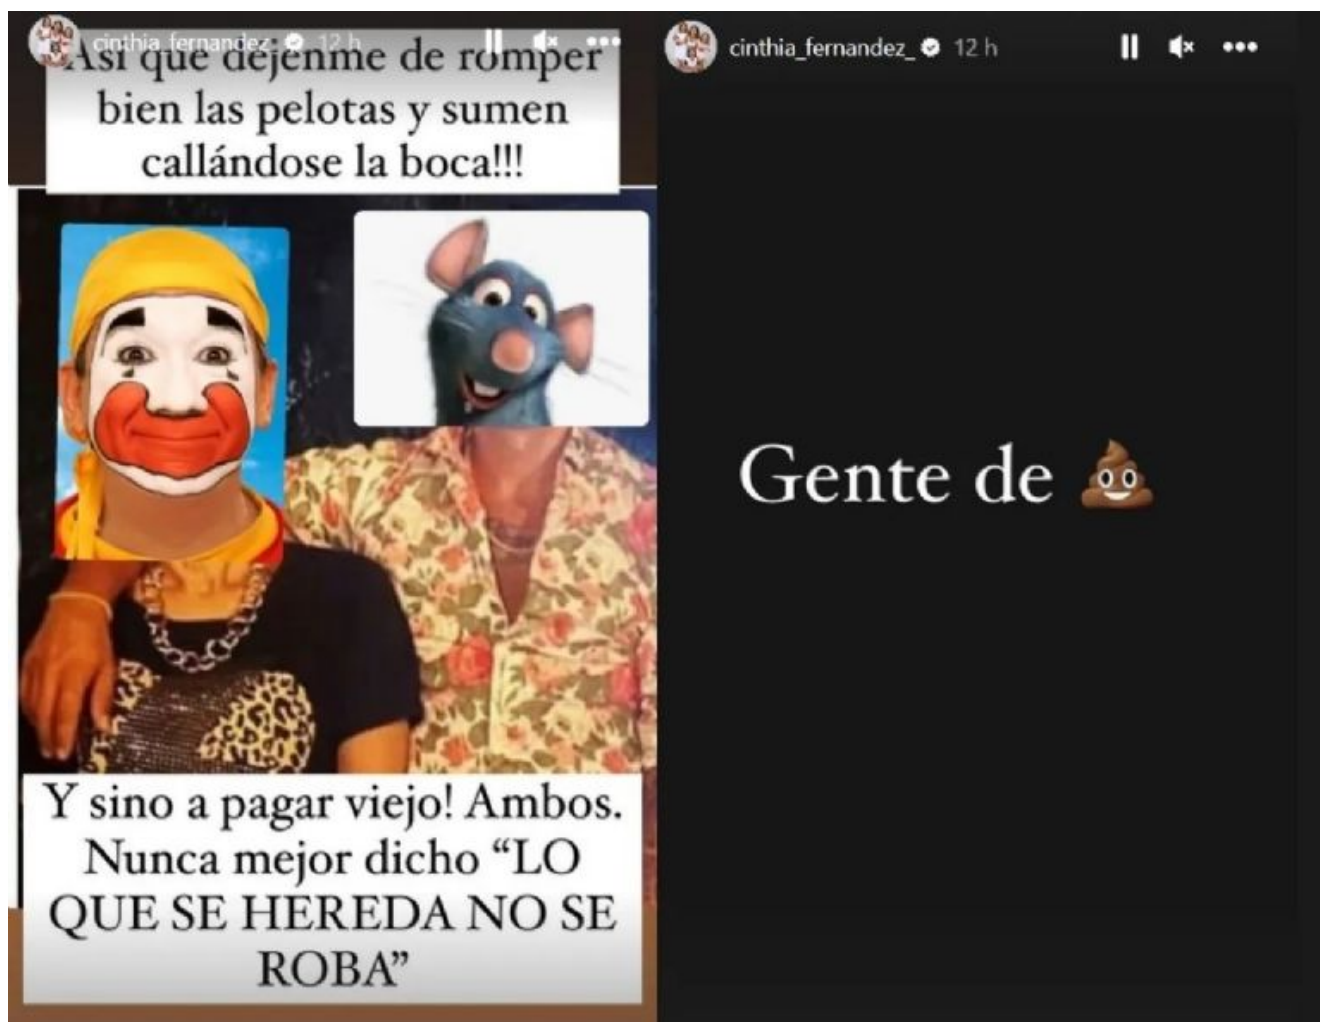 cinthia_fernandez_ 12 h
Así que déjenme de romper
bien las pelotas y sumen
callándose la boca!!!
Y sino a pagar viejo! Ambos.
Nunca mejor dicho “LO
QUE SE HEREDA NO SE
ROBA”
cinthia_fernandez_ 12 h
Gente de 💩